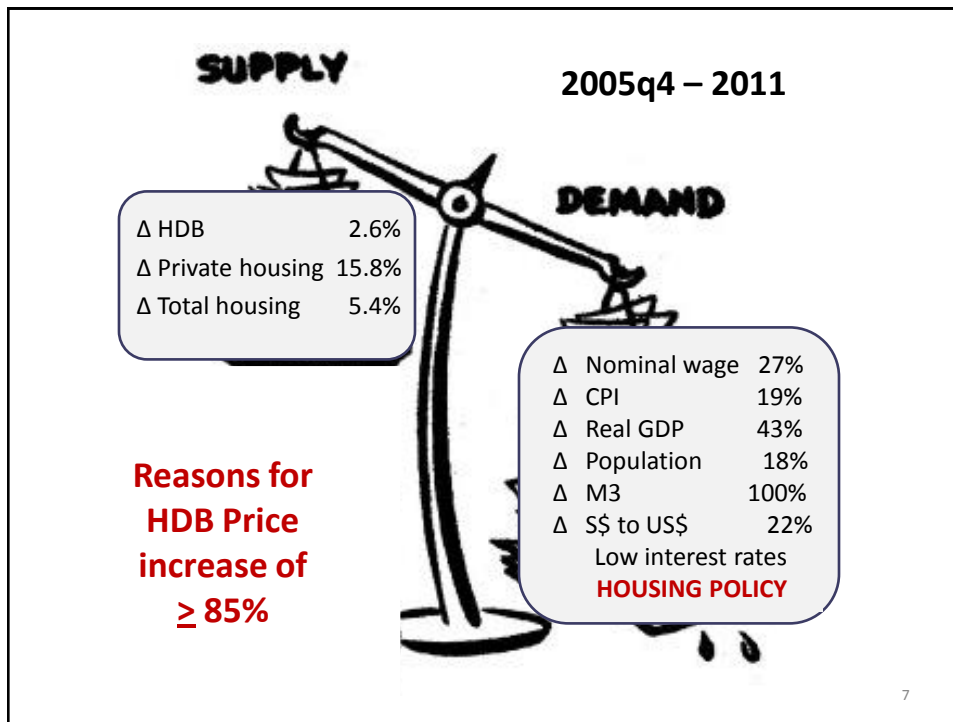 SUPPLY
2005q4 – 2011
DEMAND
Δ HDB 2.6%
Δ Private housing 15.8%
Δ Total housing 5.4%
Δ Nominal wage 27%
Δ CPI 19%
Δ Real GDP 43%
Δ Population 18%
Δ M3 100%
Δ S$ to US$ 22%
Low interest rates
HOUSING POLICY
Reasons for
HDB Price
increase of
≥ 85%
7